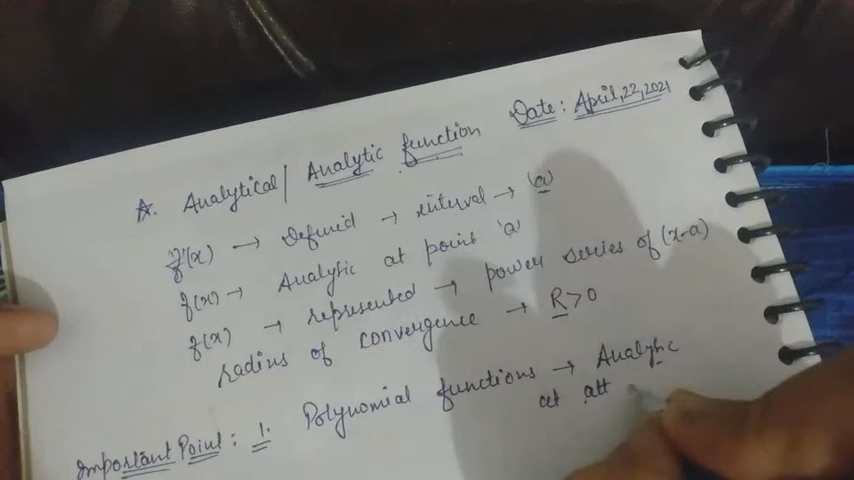 Date: April, 22, 2021
A. Analytical/Analytic function
"f"(x) → Defined → interval → 'a'
f(x) → Analytic at point 'a'
f(x) → represented → power series of (x-a)
radius of convergence → R>0
Important Point: 1. Polynomial functions → Analytic
at att